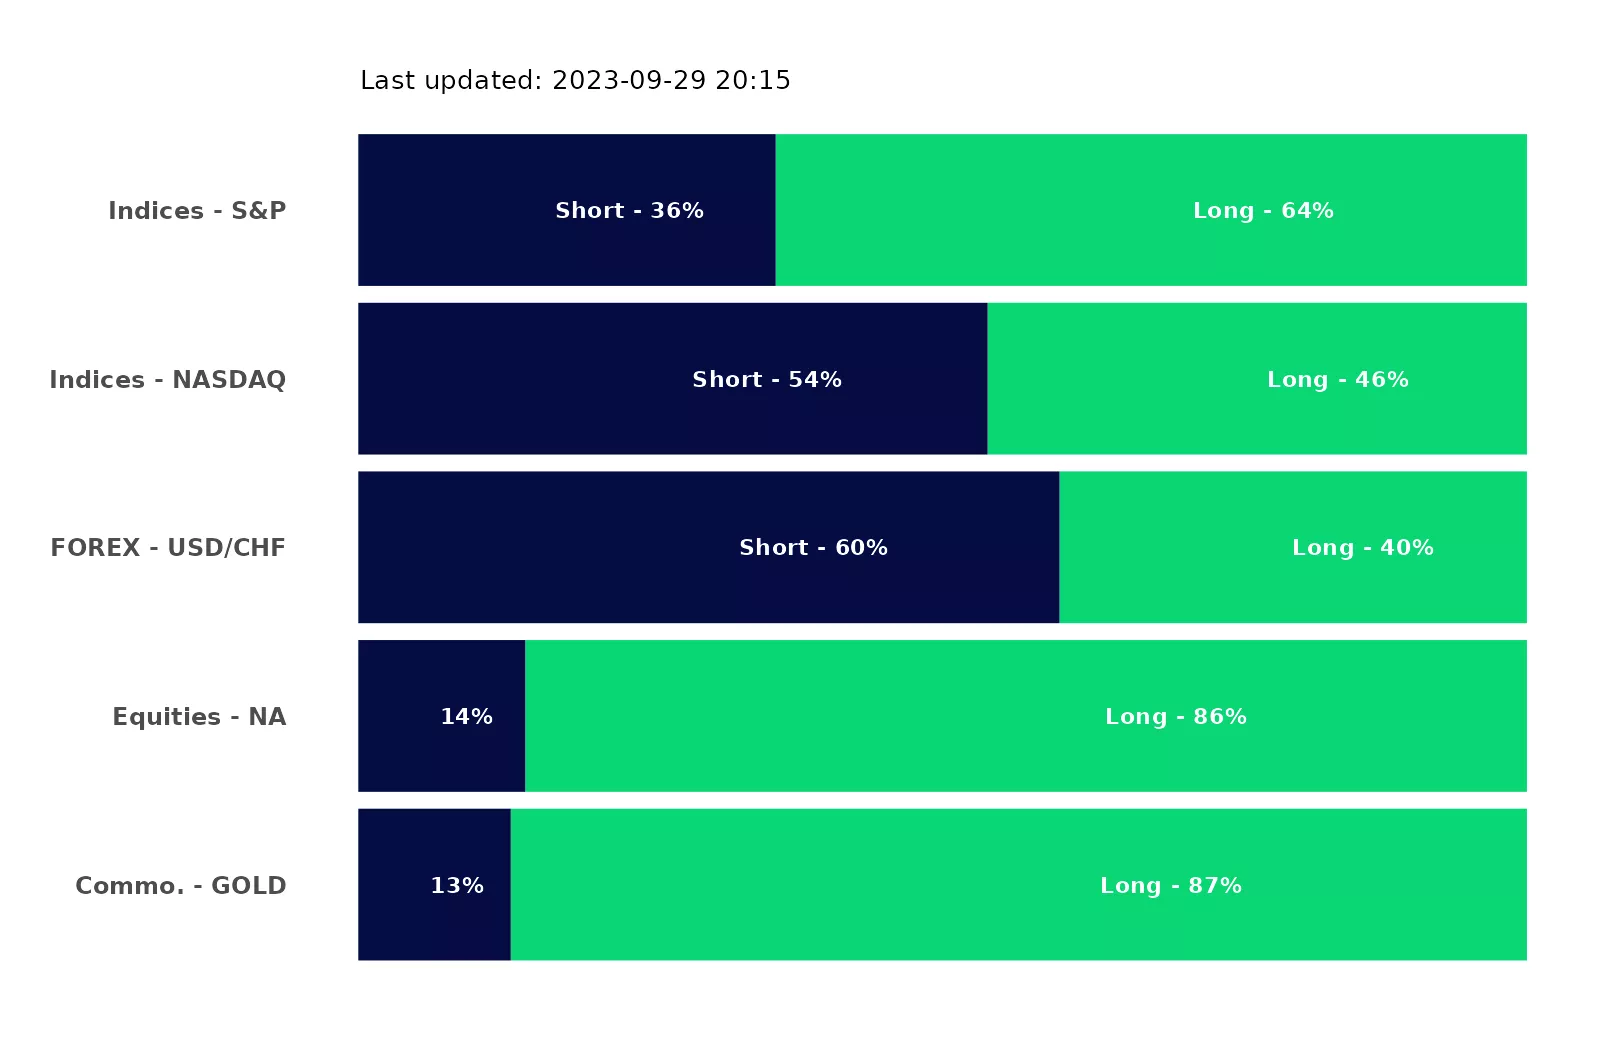 Last updated: 2023-09-29 20:15
Indices - S&P Short - 36% Long - 64%
Indices - NASDAQ Short - 54% Long - 46%
FOREX - USD/CHF Short - 60% Long - 40%
Equities - NA 14% Long - 86%
Commo. - GOLD 13% Long - 87%